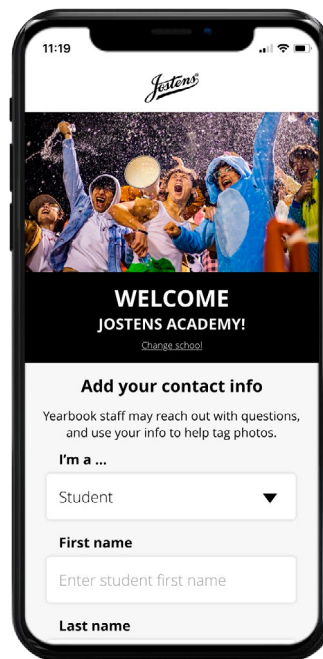 11:19
Jostens
WELCOME
JOSTENS ACADEMY!
Change school
Add your contact info
Yearbook staff may reach out with questions,
and use your info to help tag photos.
I'm a ...
Student
First name
Enter student first name
Last name